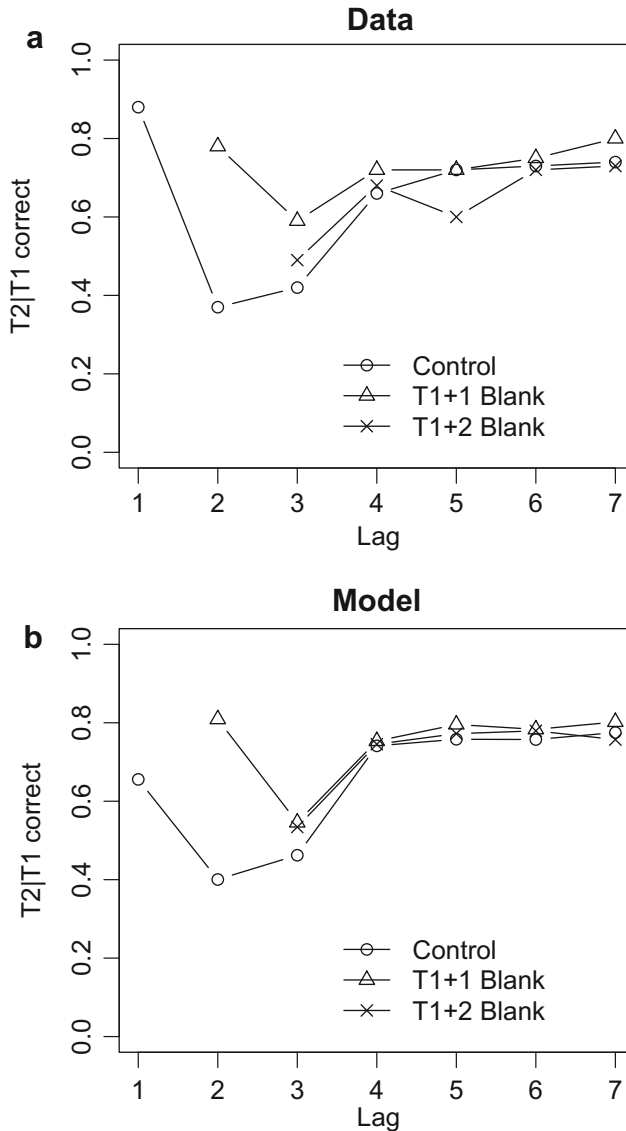 a
Data
1.0
0.8
0.6
0.4
0.2
0.0
T2|T1 correct
Control
T1+1 Blank
T1+2 Blank
1 2 3 4 5 6 7
Lag
b
Model
1.0
0.8
0.6
0.4
0.2
0.0
T2|T1 correct
Control
T1+1 Blank
T1+2 Blank
1 2 3 4 5 6 7
Lag